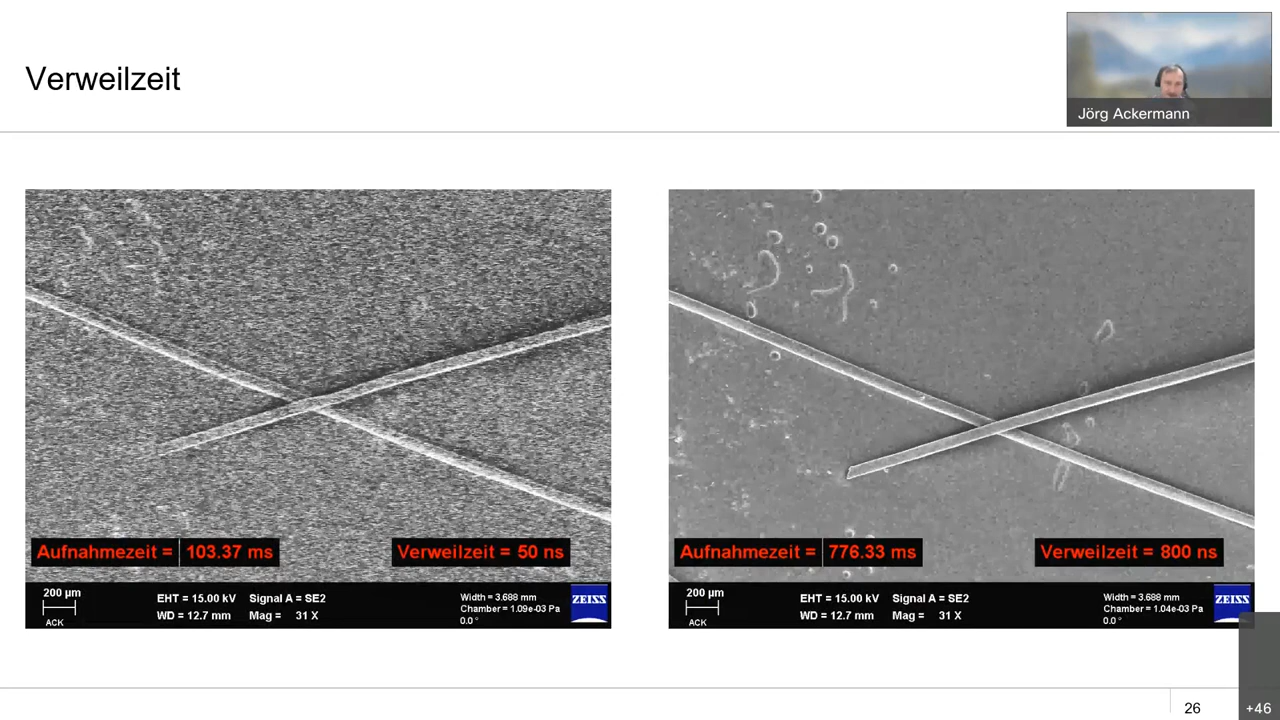 Verweilzeit
Jörg Ackermann
Aufnahmezeit = 103.37 ms
Verweilzeit = 50 ns
200 µm
ACK
EHT = 15.00 kV
WD = 12.7 mm
Signal A = SE2
Mag = 31 X
Width = 3.688 mm
Chamber = 1.09e-03 Pa
0.0 °
ZEISS
Aufnahmezeit = 776.33 ms
Verweilzeit = 800 ns
200 µm
ACK
EHT = 15.00 kV
WD = 12.7 mm
Signal A = SE2
Mag = 31 X
Width = 3.688 mm
Chamber = 1.04e-03 Pa
0.0 °
ZEISS
26
+46